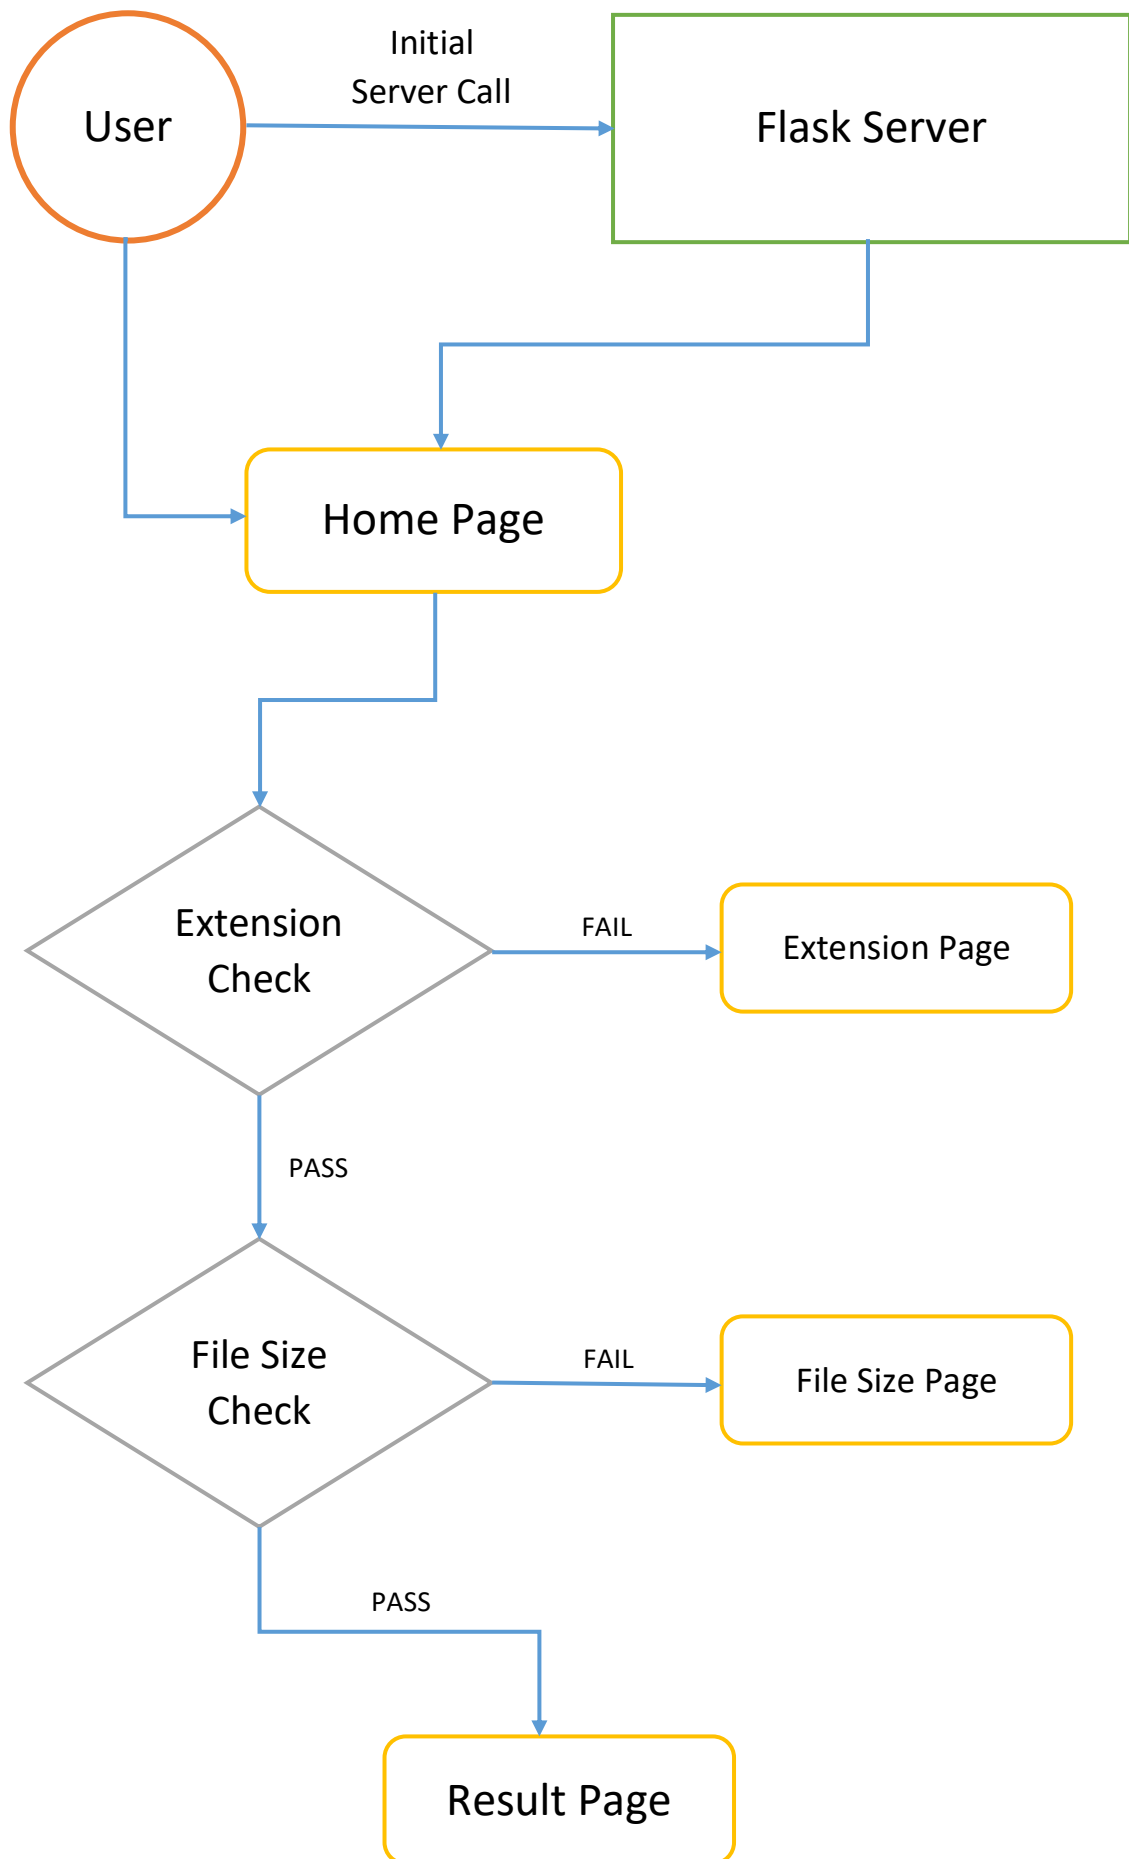 Initial
Server Call
User
Flask Server
Home Page
Extension
Check
FAIL
Extension Page
PASS
File Size
Check
FAIL
File Size Page
PASS
Result Page